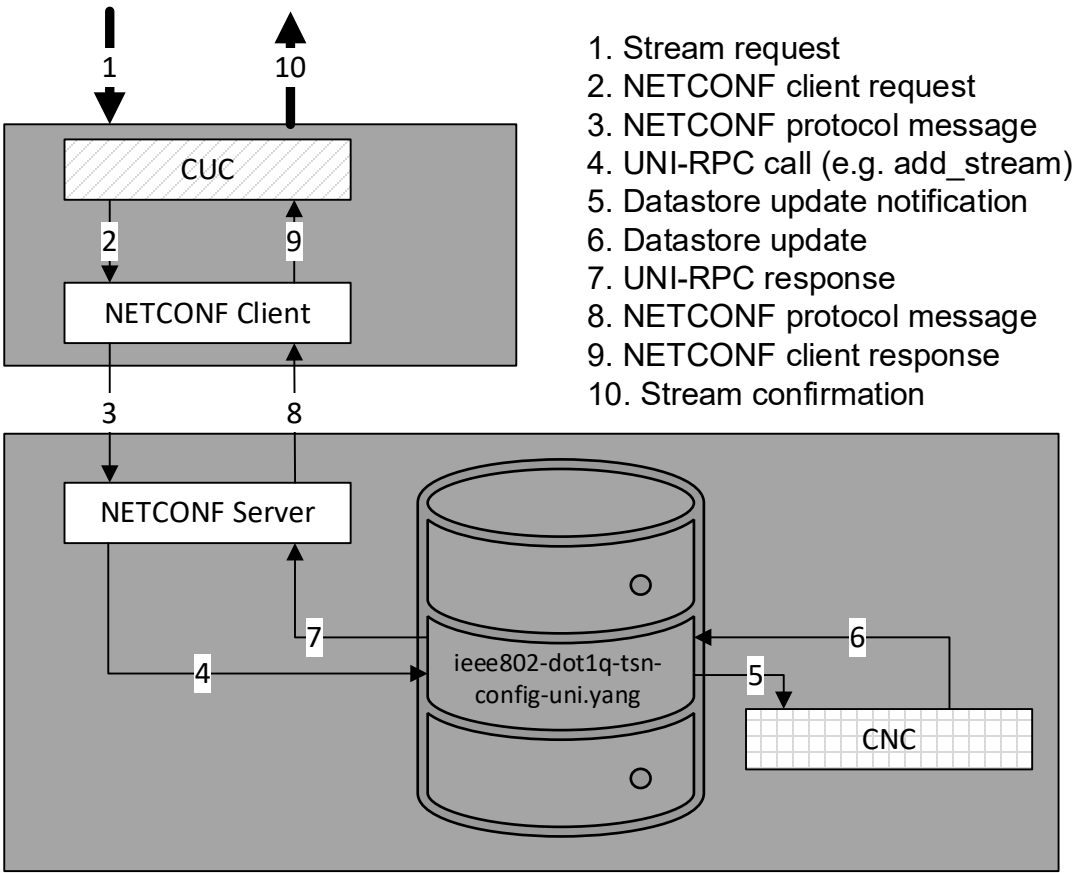 1
10
1. Stream request
2. NETCONF client request
3. NETCONF protocol message
4. UNI-RPC call (e.g. add_stream)
5. Datastore update notification
6. Datastore update
7. UNI-RPC response
8. NETCONF protocol message
9. NETCONF client response
10. Stream confirmation
CUC
2
9
NETCONF Client
3
8
NETCONF Server
7
4
ieee802-dot1q-tsn-
config-uni.yang
6
5
CNC